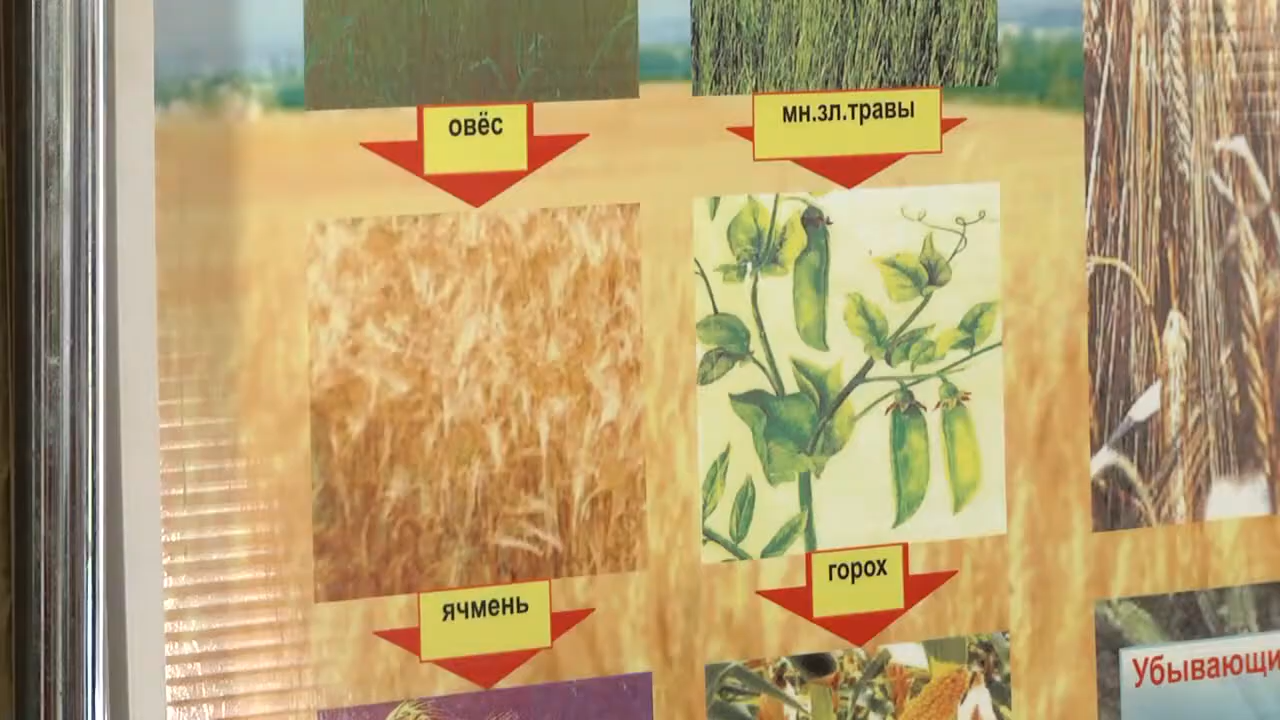 овёс
мн.зл.травы
ячмень
горох
Убывающи